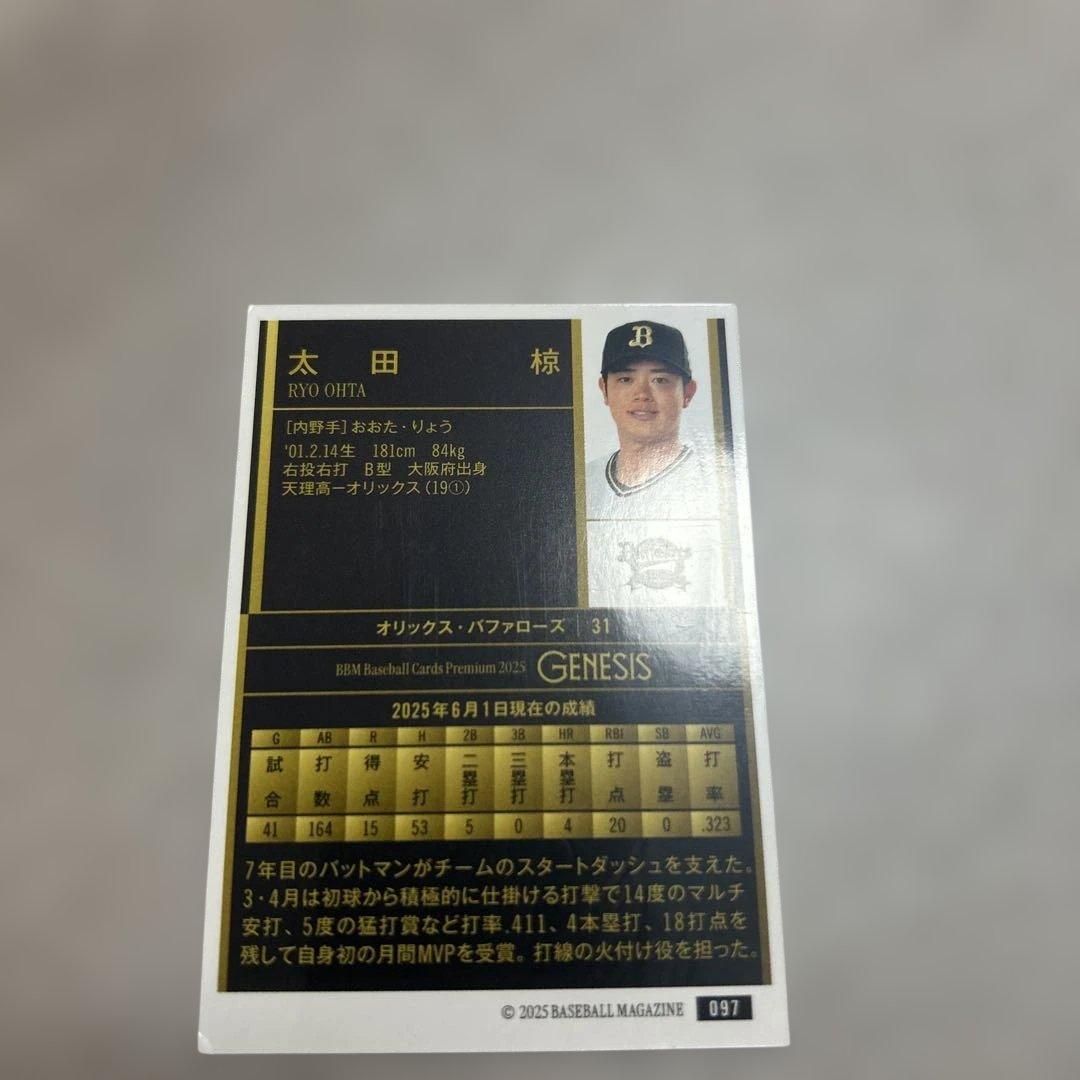 太田 椋
RYO OHTA
B
[内野手]おおた・りょう
'01.2.14生 181cm 84kg
右投右打 B型 大阪府出身
天理高ーオリックス(19①)
Buffaloes
オリックス・バファローズ 31
BBM Baseball Cards Premium 2025 GENESIS
2025年6月1日現在の成績
G AB R H 2B 3B HR RBI SB AVG
試合 打数 得点 安打 二塁打 三塁打 本塁打 打点 盗塁 打率
41 164 15 53 5 0 4 20 0 .323
7年目のバットマンがチームのスタートダッシュを支えた。
3・4月は初球から積極的に仕掛ける打撃で14度のマルチ
安打、5度の猛打賞など打率.411、4本塁打、18打点を
残して自身初の月間MVPを受賞。打線の火付け役を担った。
© 2025 BASEBALL MAGAZINE 097